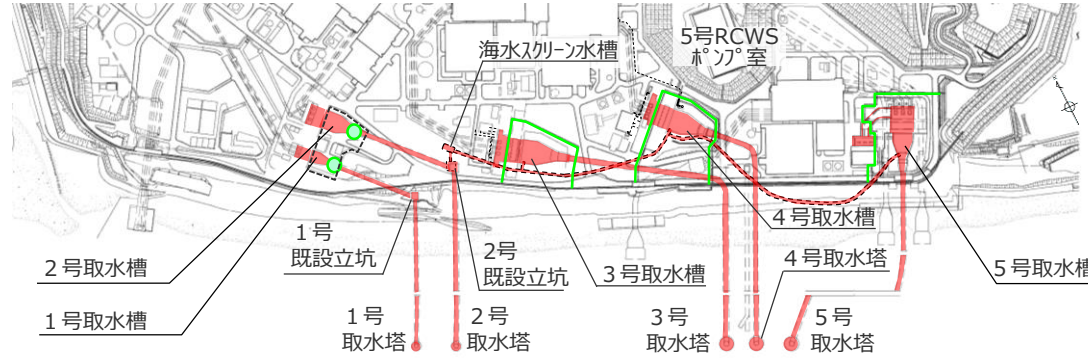 海水スクリーン水槽
5号RCWS
ポンプ室
2号取水槽
1号取水槽
1号
既設立坑
2号
既設立坑
3号取水槽
4号取水槽
4号取水塔
5号取水槽
1号
取水塔
2号
取水塔
3号
取水塔
5号
取水塔